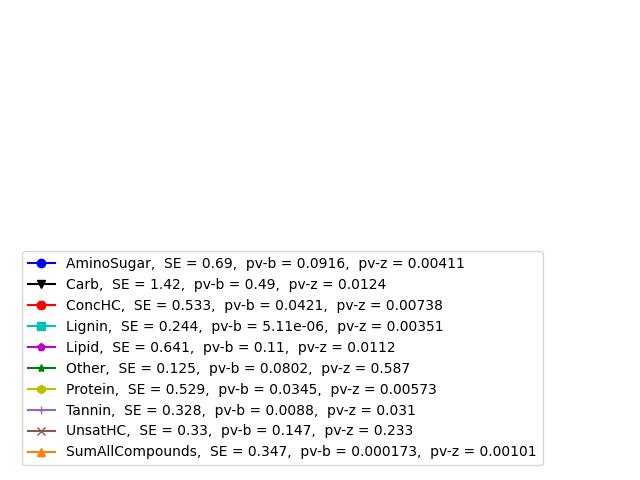 AminoSugar,  SE = 0.69,  pv-b = 0.0916,  pv-z = 0.00411
Carb,  SE = 1.42,  pv-b = 0.49,  pv-z = 0.0124
ConcHC,  SE = 0.533,  pv-b = 0.0421,  pv-z = 0.00738
Lignin,  SE = 0.244,  pv-b = 5.11e-06,  pv-z = 0.00351
Lipid,  SE = 0.641,  pv-b = 0.11,  pv-z = 0.0112
Other,  SE = 0.125,  pv-b = 0.0802,  pv-z = 0.587
Protein,  SE = 0.529,  pv-b = 0.0345,  pv-z = 0.00573
Tannin,  SE = 0.328,  pv-b = 0.0088,  pv-z = 0.031
UnsatHC,  SE = 0.33,  pv-b = 0.147,  pv-z = 0.233
SumAllCompounds,  SE = 0.347,  pv-b = 0.000173,  pv-z = 0.00101